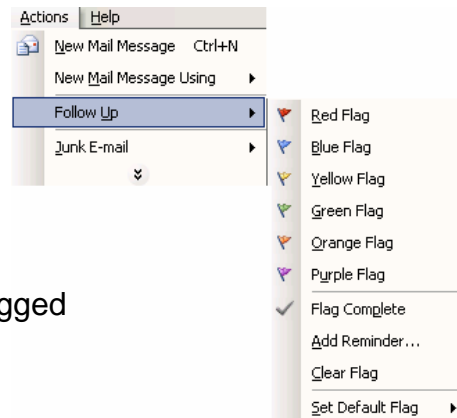 Actions Help
New Mail Message Ctrl+N
New Mail Message Using
Follow Up
Junk E-mail
Red Flag
Blue Flag
Yellow Flag
Green Flag
Orange Flag
Purple Flag
gged
Flag Complete
Add Reminder...
Clear Flag
Set Default Flag